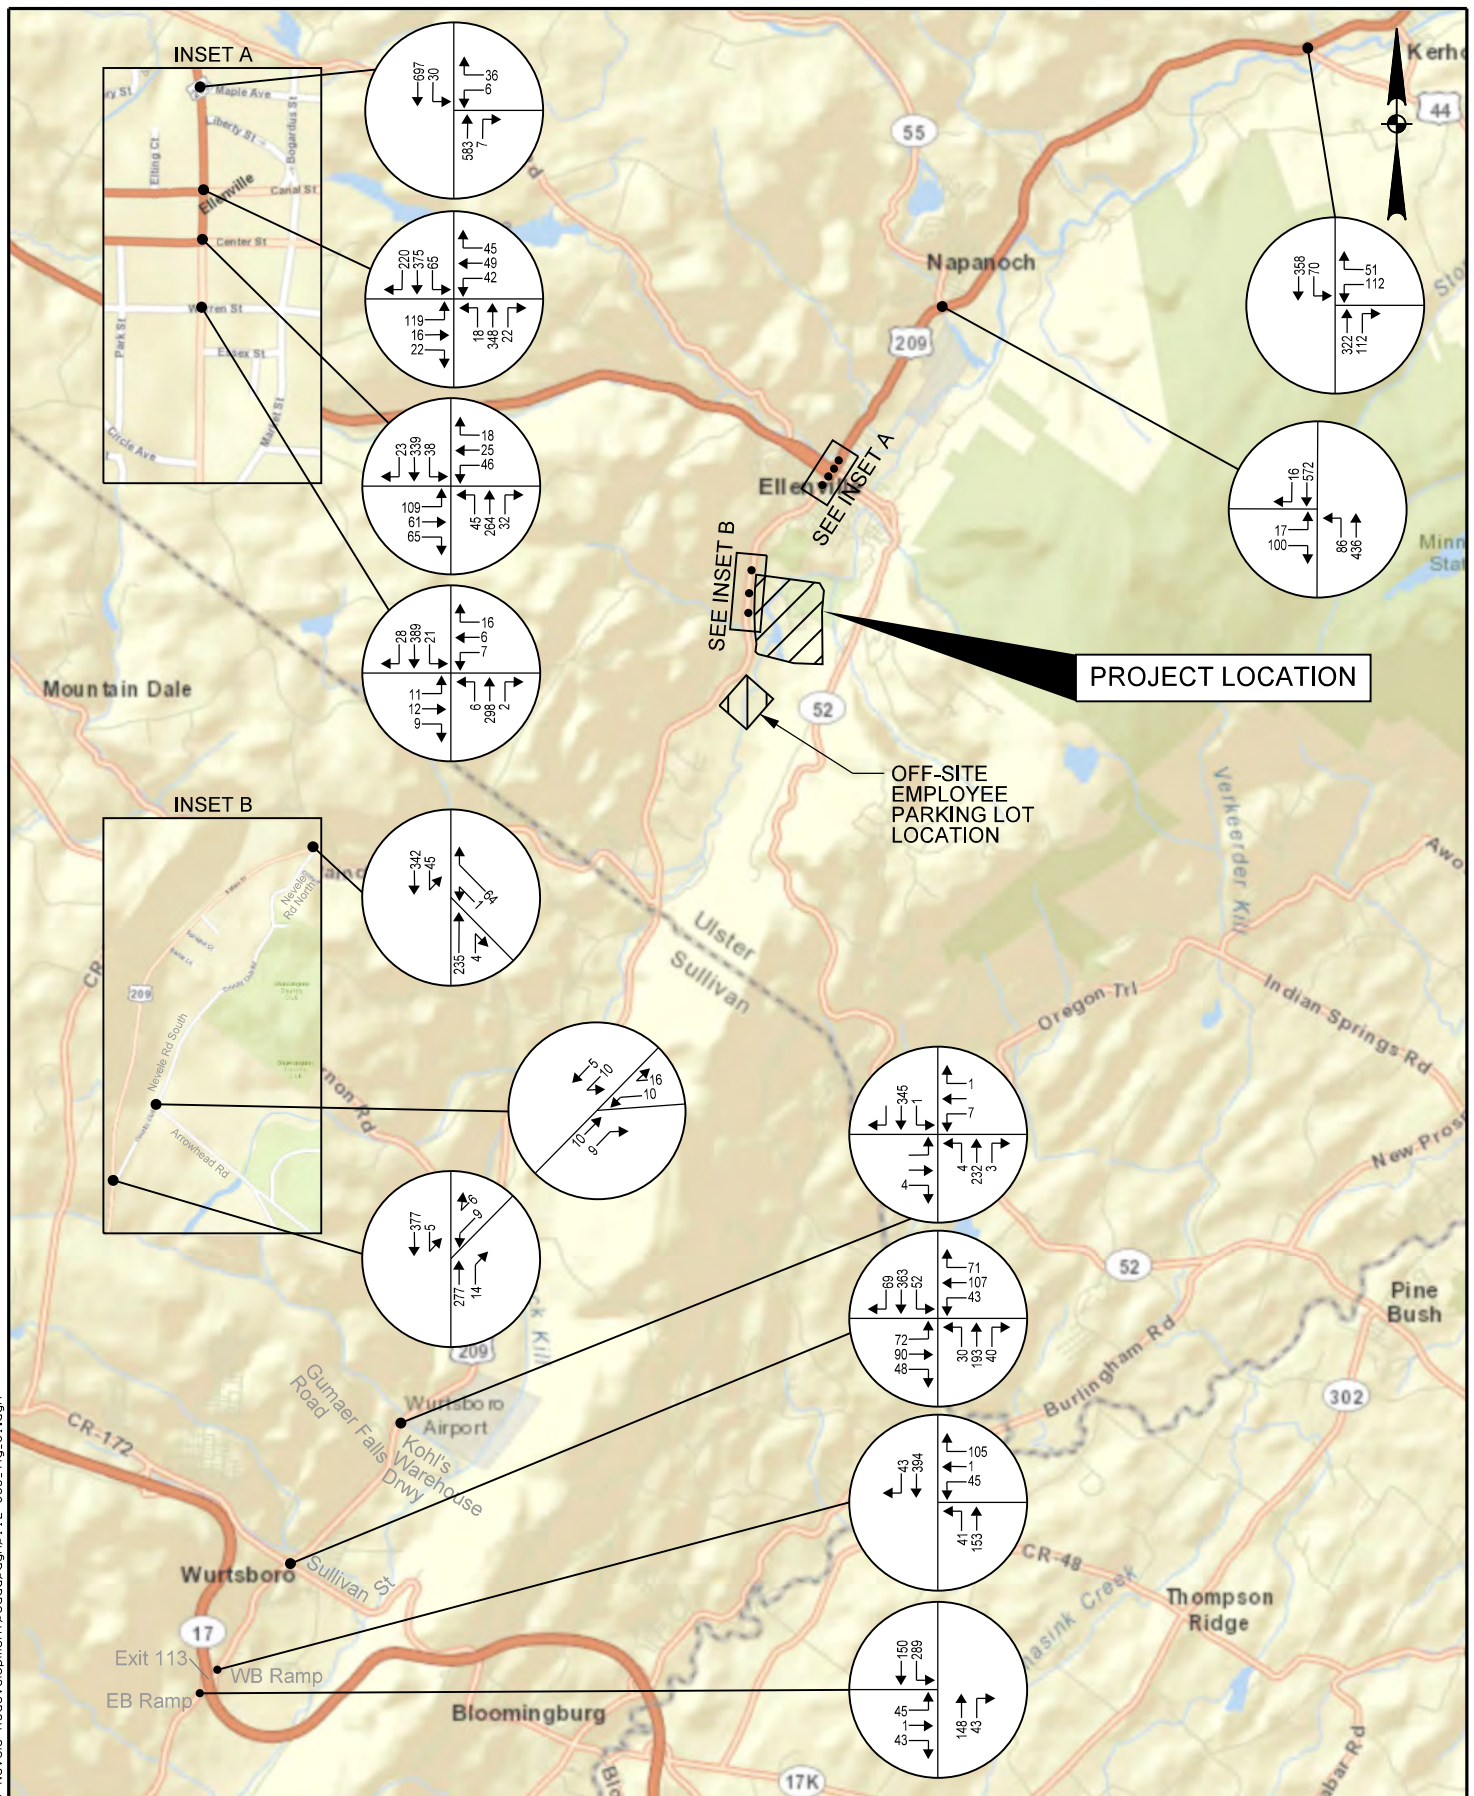 INSET A
Maple Ave
Liberty St
Bogardus St
Elting Ct
Canal St
Ellenville
Center St
Warren St
Park St
Essex St
Market St
Circle Ave
697
30
36
6
583
7
220
375
65
45
49
42
119
16
22
18
348
22
23
339
38
18
25
46
109
61
65
45
264
32
28
389
21
16
6
7
11
12
9
6
298
2
55
44
Napanoch
209
358
70
51
112
322
112
16
572
17
100
86
436
SEE INSET A
SEE INSET B
PROJECT LOCATION
Mountain Dale
52
OFF-SITE
EMPLOYEE
PARKING LOT
LOCATION
Verkeerder Kill
INSET B
Nevele
Rd North
209
Nevele Rd South
Arrowhead Rd
342
45
64
1
235
4
5
10
16
10
10
9
377
5
6
9
277
14
Ulster
Sullivan
Oregon Trl
Indian Springs Rd
345
1
1
7
4
4
232
3
69
363
52
71
107
43
72
90
48
30
193
40
52
Pine
Bush
Burlingham Rd
302
209
Wurtsboro
Airport
Gumaer Falls
Road
Kohl's
Warehouse
Drwy
CR-172
43
394
105
1
45
41
153
Wurtsboro
Sullivan St
CR-48
Thompson
Ridge
17
Exit 113
WB Ramp
EB Ramp
150
289
45
1
43
148
43
Bloomingburg
17K